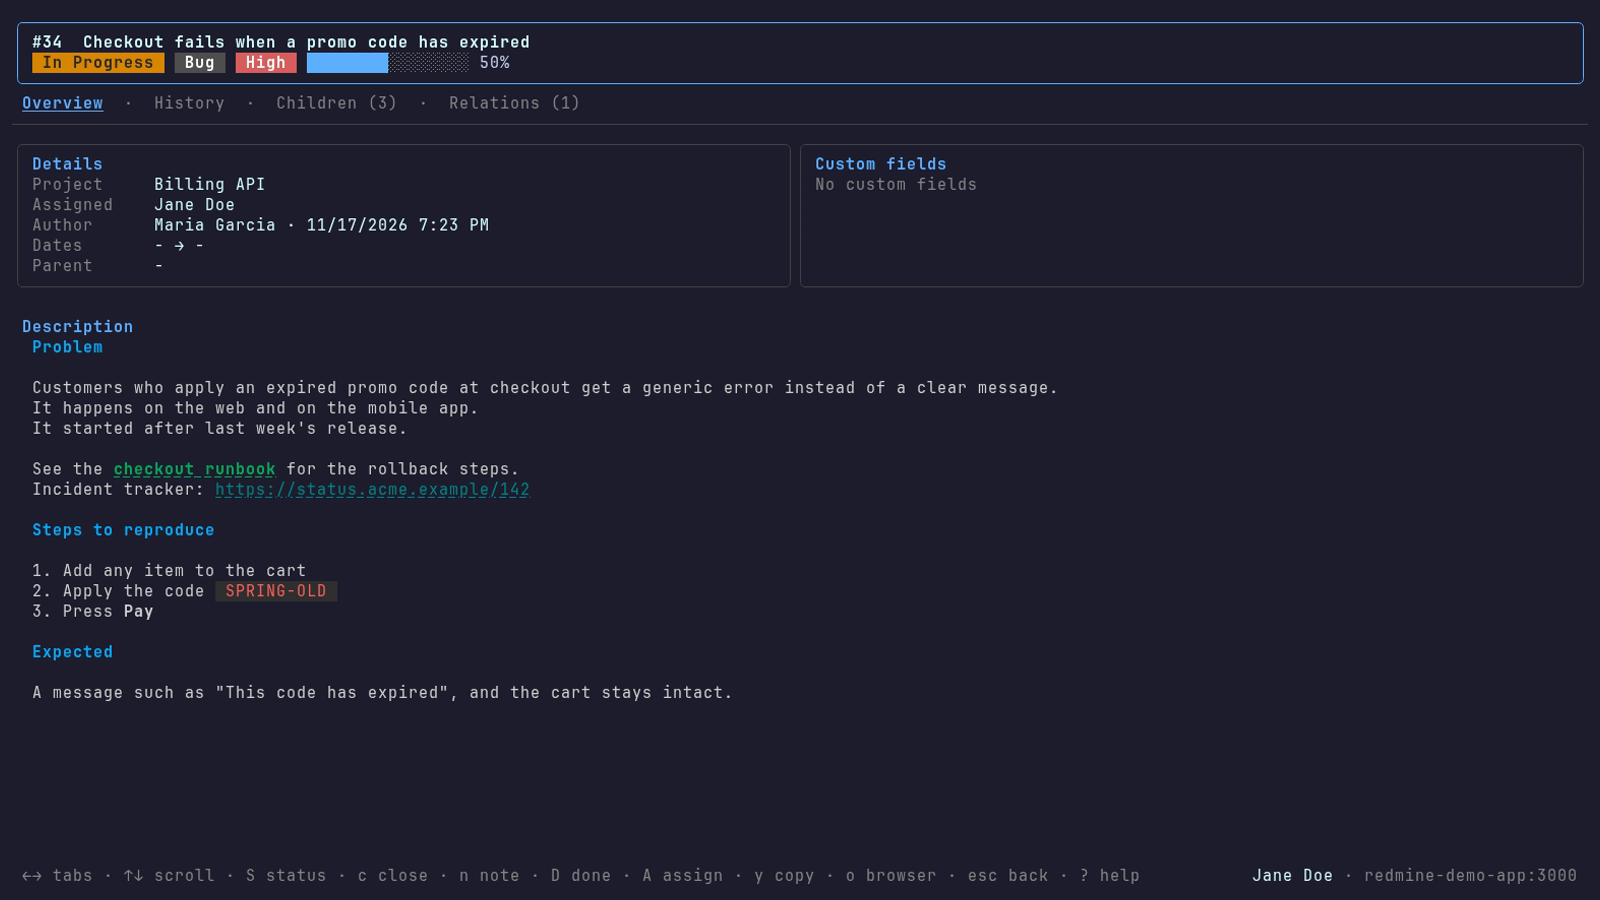 #34  Checkout fails when a promo code has expired
In Progress  Bug  High  50%
Overview  ·  History  ·  Children (3)  ·  Relations (1)
Details
Project     Billing API
Assigned    Jane Doe
Author      Maria Garcia · 11/17/2026 7:23 PM
Dates       - → -
Parent      -
Custom fields
No custom fields
Description
Problem
Customers who apply an expired promo code at checkout get a generic error instead of a clear message.
It happens on the web and on the mobile app.
It started after last week's release.
See the checkout runbook for the rollback steps.
Incident tracker: https://status.acme.example/142
Steps to reproduce
1. Add any item to the cart
2. Apply the code  SPRING-OLD
3. Press Pay
Expected
A message such as "This code has expired", and the cart stays intact.
↔ tabs · ↑↓ scroll · S status · c close · n note · D done · A assign · y copy · o browser · esc back · ? help  Jane Doe · redmine-demo-app:3000